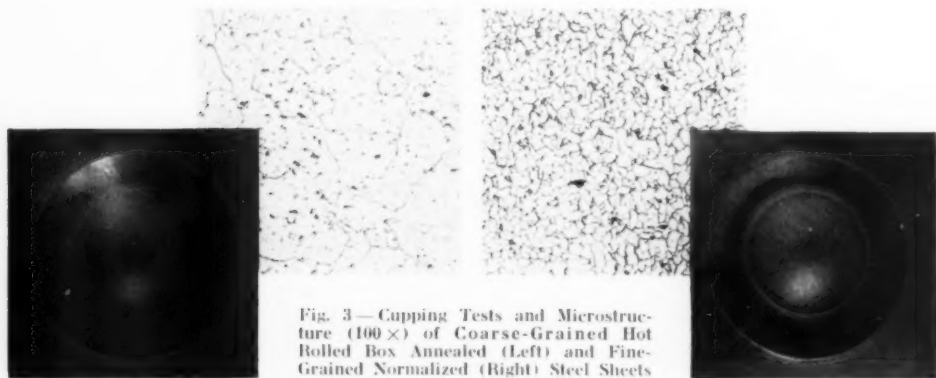 Fig. 3 — Cupping Tests and Microstruc-
ture (100 ×) of Coarse-Grained Hot
Rolled Box Annealed (Left) and Fine-
Grained Normalized (Right) Steel Sheets